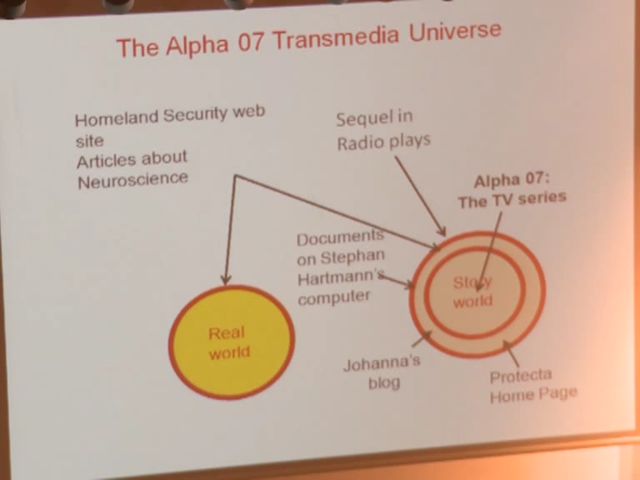 The Alpha 07 Transmedia Universe
Homeland Security web
site
Articles about
Neuroscience
Sequel in
Radio plays
Alpha 07:
The TV series
Documents
on Stephan
Hartmann's
computer
Story
world
Real
world
Johanna's
blog
Protecta
Home Page